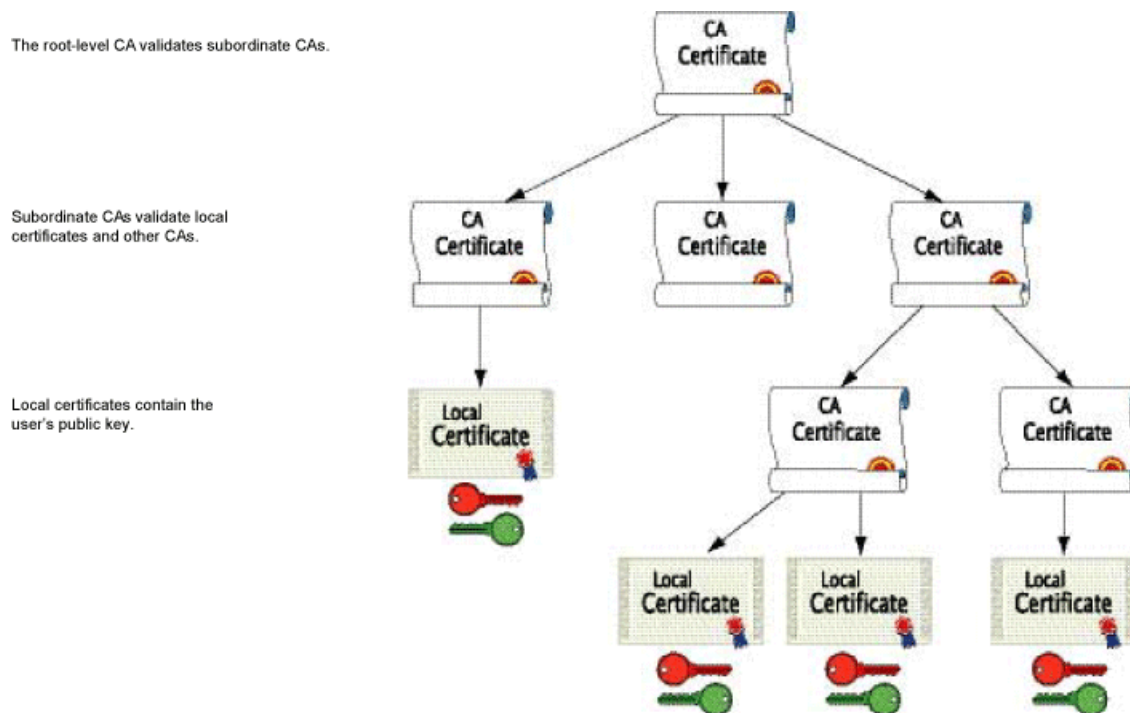 The root-level CA validates subordinate CAs.
CA
Certificate
Subordinate CAs validate local
certificates and other CAs.
CA
Certificate
CA
Certificate
CA
Certificate
Local certificates contain the
user's public key.
Local
Certificate
CA
Certificate
CA
Certificate
Local
Certificate
Local
Certificate
Local
Certificate